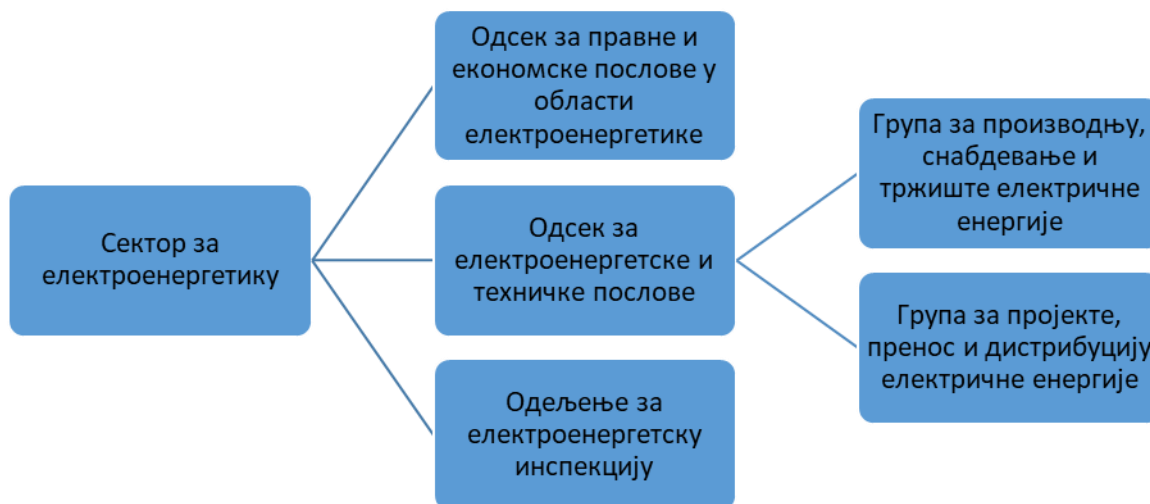 Сектор за
електроенергетику
Одсек за правне и
економске послове у
области
електроенергетике
Одсек за
електроенергетске и
техничке послове
Одељење за
електроенергетску
инспекцију
Група за производњу,
снабдевање и
тржиште електричне
енергије
Група за пројекте,
пренос и дистрибуцију
електричне енергије